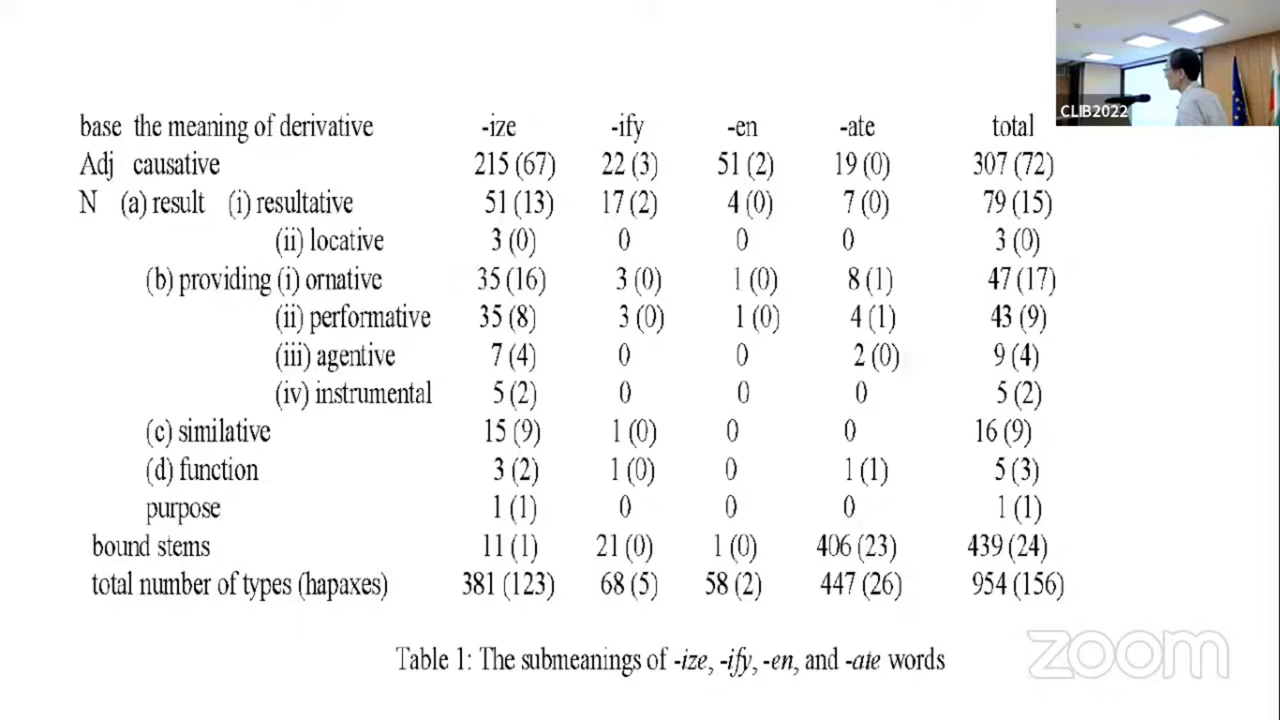 CLIB2022
base the meaning of derivative -ize -ify -en -ate total
Adj causative 215 (67) 22 (3) 51 (2) 19 (0) 307 (72)
N (a) result (i) resultative 51 (13) 17 (2) 4 (0) 7 (0) 79 (15)
(ii) locative 3 (0) 0 0 0 3 (0)
(b) providing (i) ornative 35 (16) 3 (0) 1 (0) 8 (1) 47 (17)
(ii) performative 35 (8) 3 (0) 1 (0) 4 (1) 43 (9)
(iii) agentive 7 (4) 0 0 2 (0) 9 (4)
(iv) instrumental 5 (2) 0 0 0 5 (2)
(c) similative 15 (9) 1 (0) 0 0 16 (9)
(d) function 3 (2) 1 (0) 0 1 (1) 5 (3)
purpose 1 (1) 0 0 0 1 (1)
bound stems 11 (1) 21 (0) 1 (0) 406 (23) 439 (24)
total number of types (hapaxes) 381 (123) 68 (5) 58 (2) 447 (26) 954 (156)
Table 1: The submeanings of -ize, -ify, -en, and -ate words
zoom